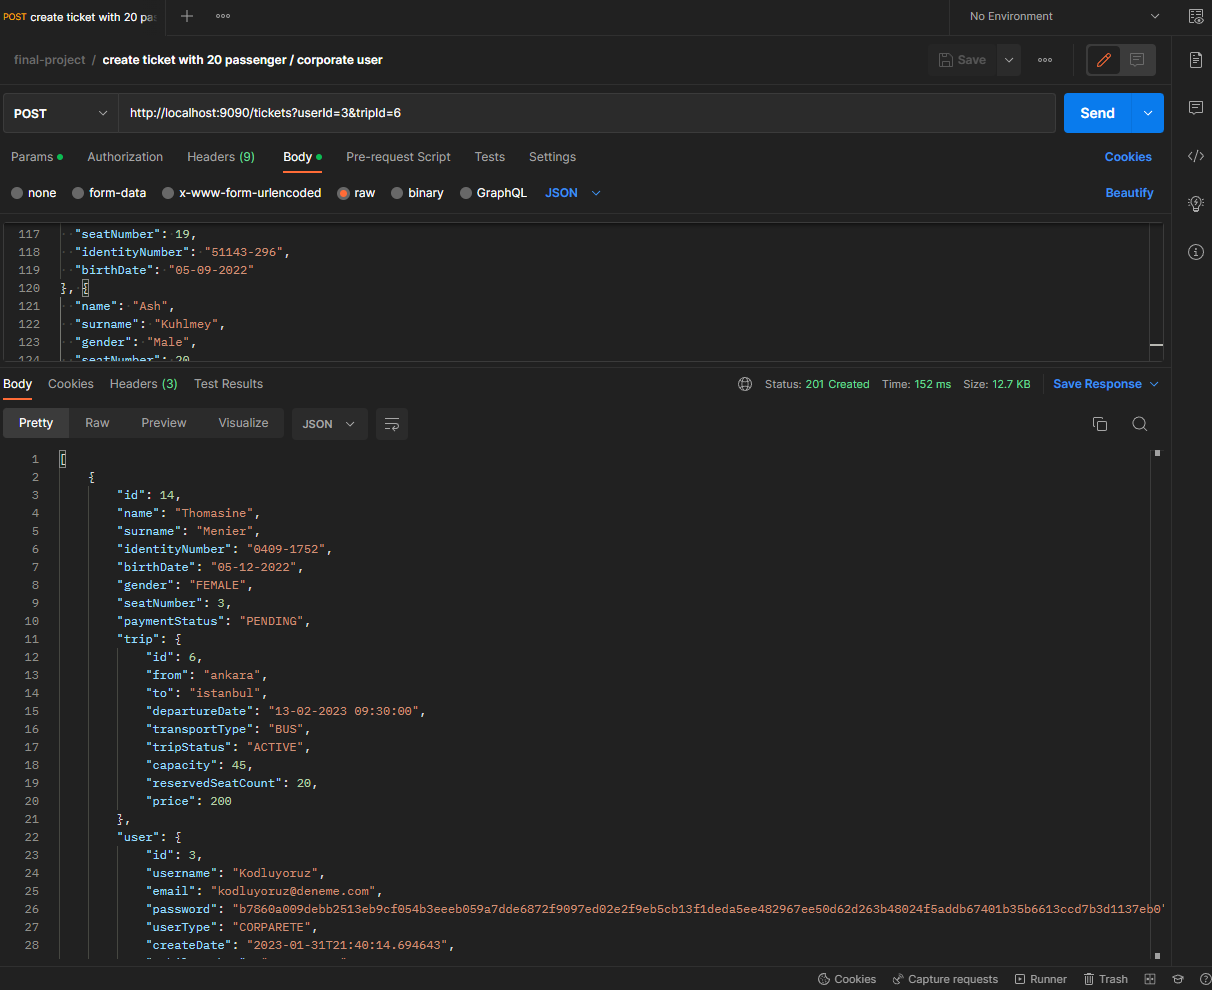 POST create ticket with 20 pa
No Environment
final-project / create ticket with 20 passenger / corporate user
Save
POST
http://localhost:9090/tickets?userId=3&tripId=6
Send
Params
Authorization
Headers (9)
Body
Pre-request Script
Tests
Settings
Cookies
none
form-data
x-www-form-urlencoded
raw
binary
GraphQL
JSON
Beautify
117 "seatNumber": 19,
118 "identityNumber": "51143-296",
119 "birthDate": "05-09-2022"
120 }, {
121 "name": "Ash",
122 "surname": "Kuhlmey",
123 "gender": "Male",
124 "seatNumber": 20
Body
Cookies
Headers (3)
Test Results
Status: 201 Created
Time: 152 ms
Size: 12.7 KB
Save Response
Pretty
Raw
Preview
Visualize
JSON
1 [
2 {
3 "id": 14,
4 "name": "Thomasine",
5 "surname": "Menier",
6 "identityNumber": "0409-1752",
7 "birthDate": "05-12-2022",
8 "gender": "FEMALE",
9 "seatNumber": 3,
10 "paymentStatus": "PENDING",
11 "trip": {
12 "id": 6,
13 "from": "ankara",
14 "to": "istanbul",
15 "departureDate": "13-02-2023 09:30:00",
16 "transportType": "BUS",
17 "tripStatus": "ACTIVE",
18 "capacity": 45,
19 "reservedSeatCount": 20,
20 "price": 200
21 },
22 "user": {
23 "id": 3,
24 "username": "Kodluyoruz",
25 "email": "kodluyoruz@deneme.com",
26 "password": "b7860a009debb2513eb9cf054b3eeeb059a7dde6872f9097ed02e2f9eb5cb13f1deda5ee482967ee50d62d263b48024f5addb67401b35b6613ccd7b3d1137eb0"
27 "userType": "CORPARETE",
28 "createDate": "2023-01-31T21:40:14.694643",
Cookies
Capture requests
Runner
Trash